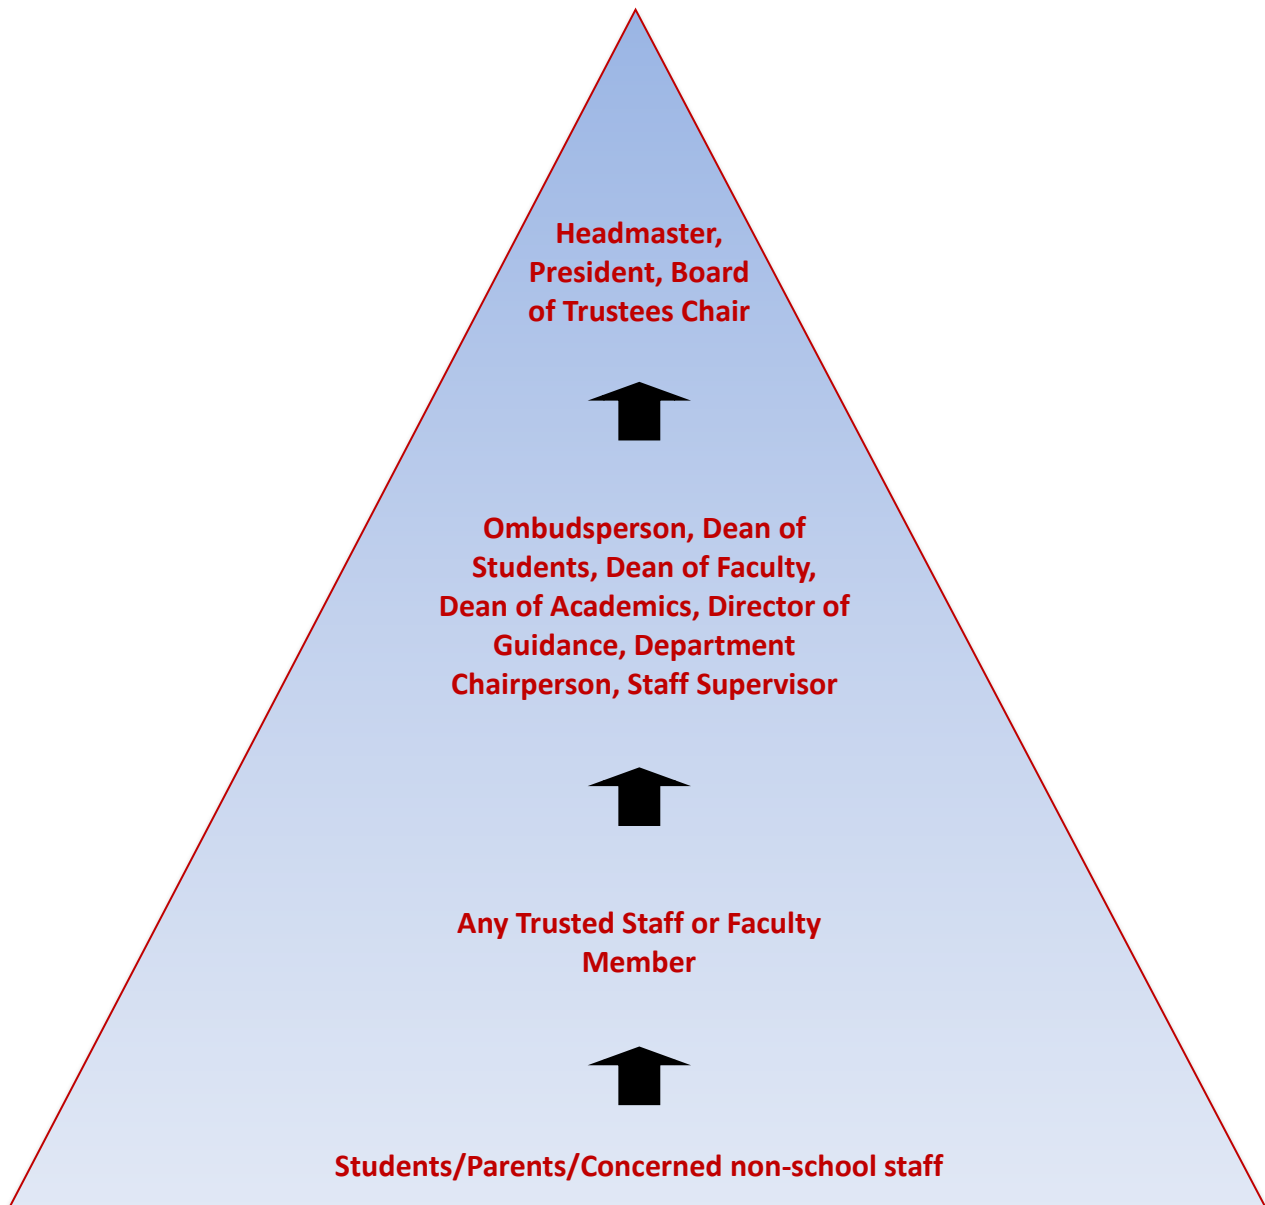 Headmaster,
President, Board
of Trustees Chair
Ombudsperson, Dean of
Students, Dean of Faculty,
Dean of Academics, Director of
Guidance, Department
Chairperson, Staff Supervisor
Any Trusted Staff or Faculty
Member
Students/Parents/Concerned non-school staff